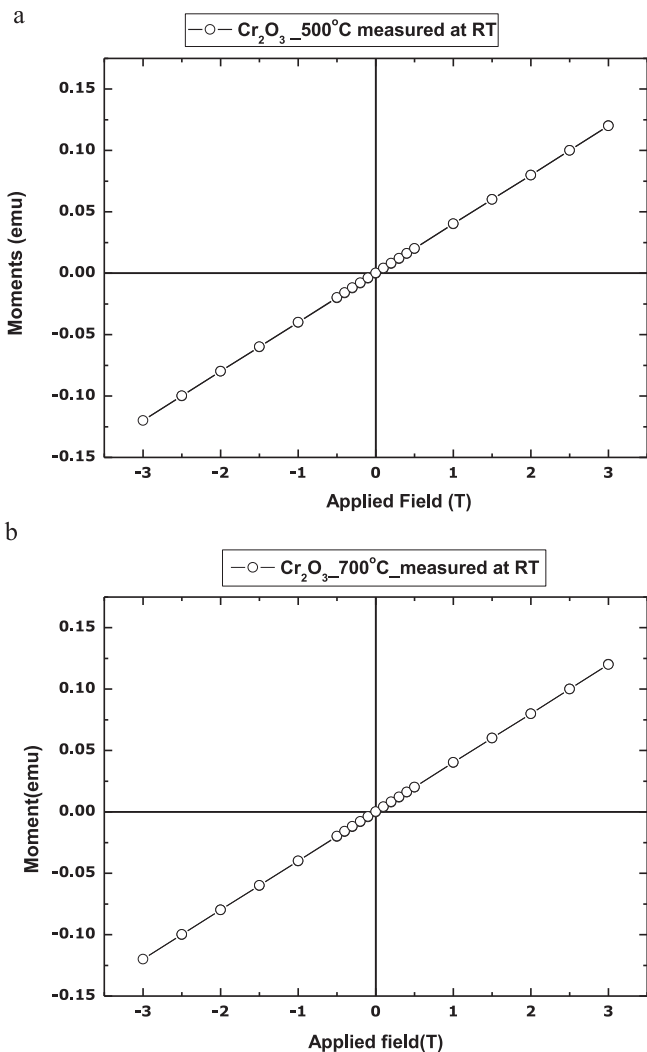 a
Cr₂O₃ _500°C measured at RT
0.15
0.10
0.05
0.00
-0.05
-0.10
-0.15
Moments (emu)
-3 -2 -1 0 1 2 3
Applied Field (T)
b
Cr₂O₃_700°C_measured at RT
0.15
0.10
0.05
0.00
-0.05
-0.10
-0.15
Moment(emu)
-3 -2 -1 0 1 2 3
Applied field(T)